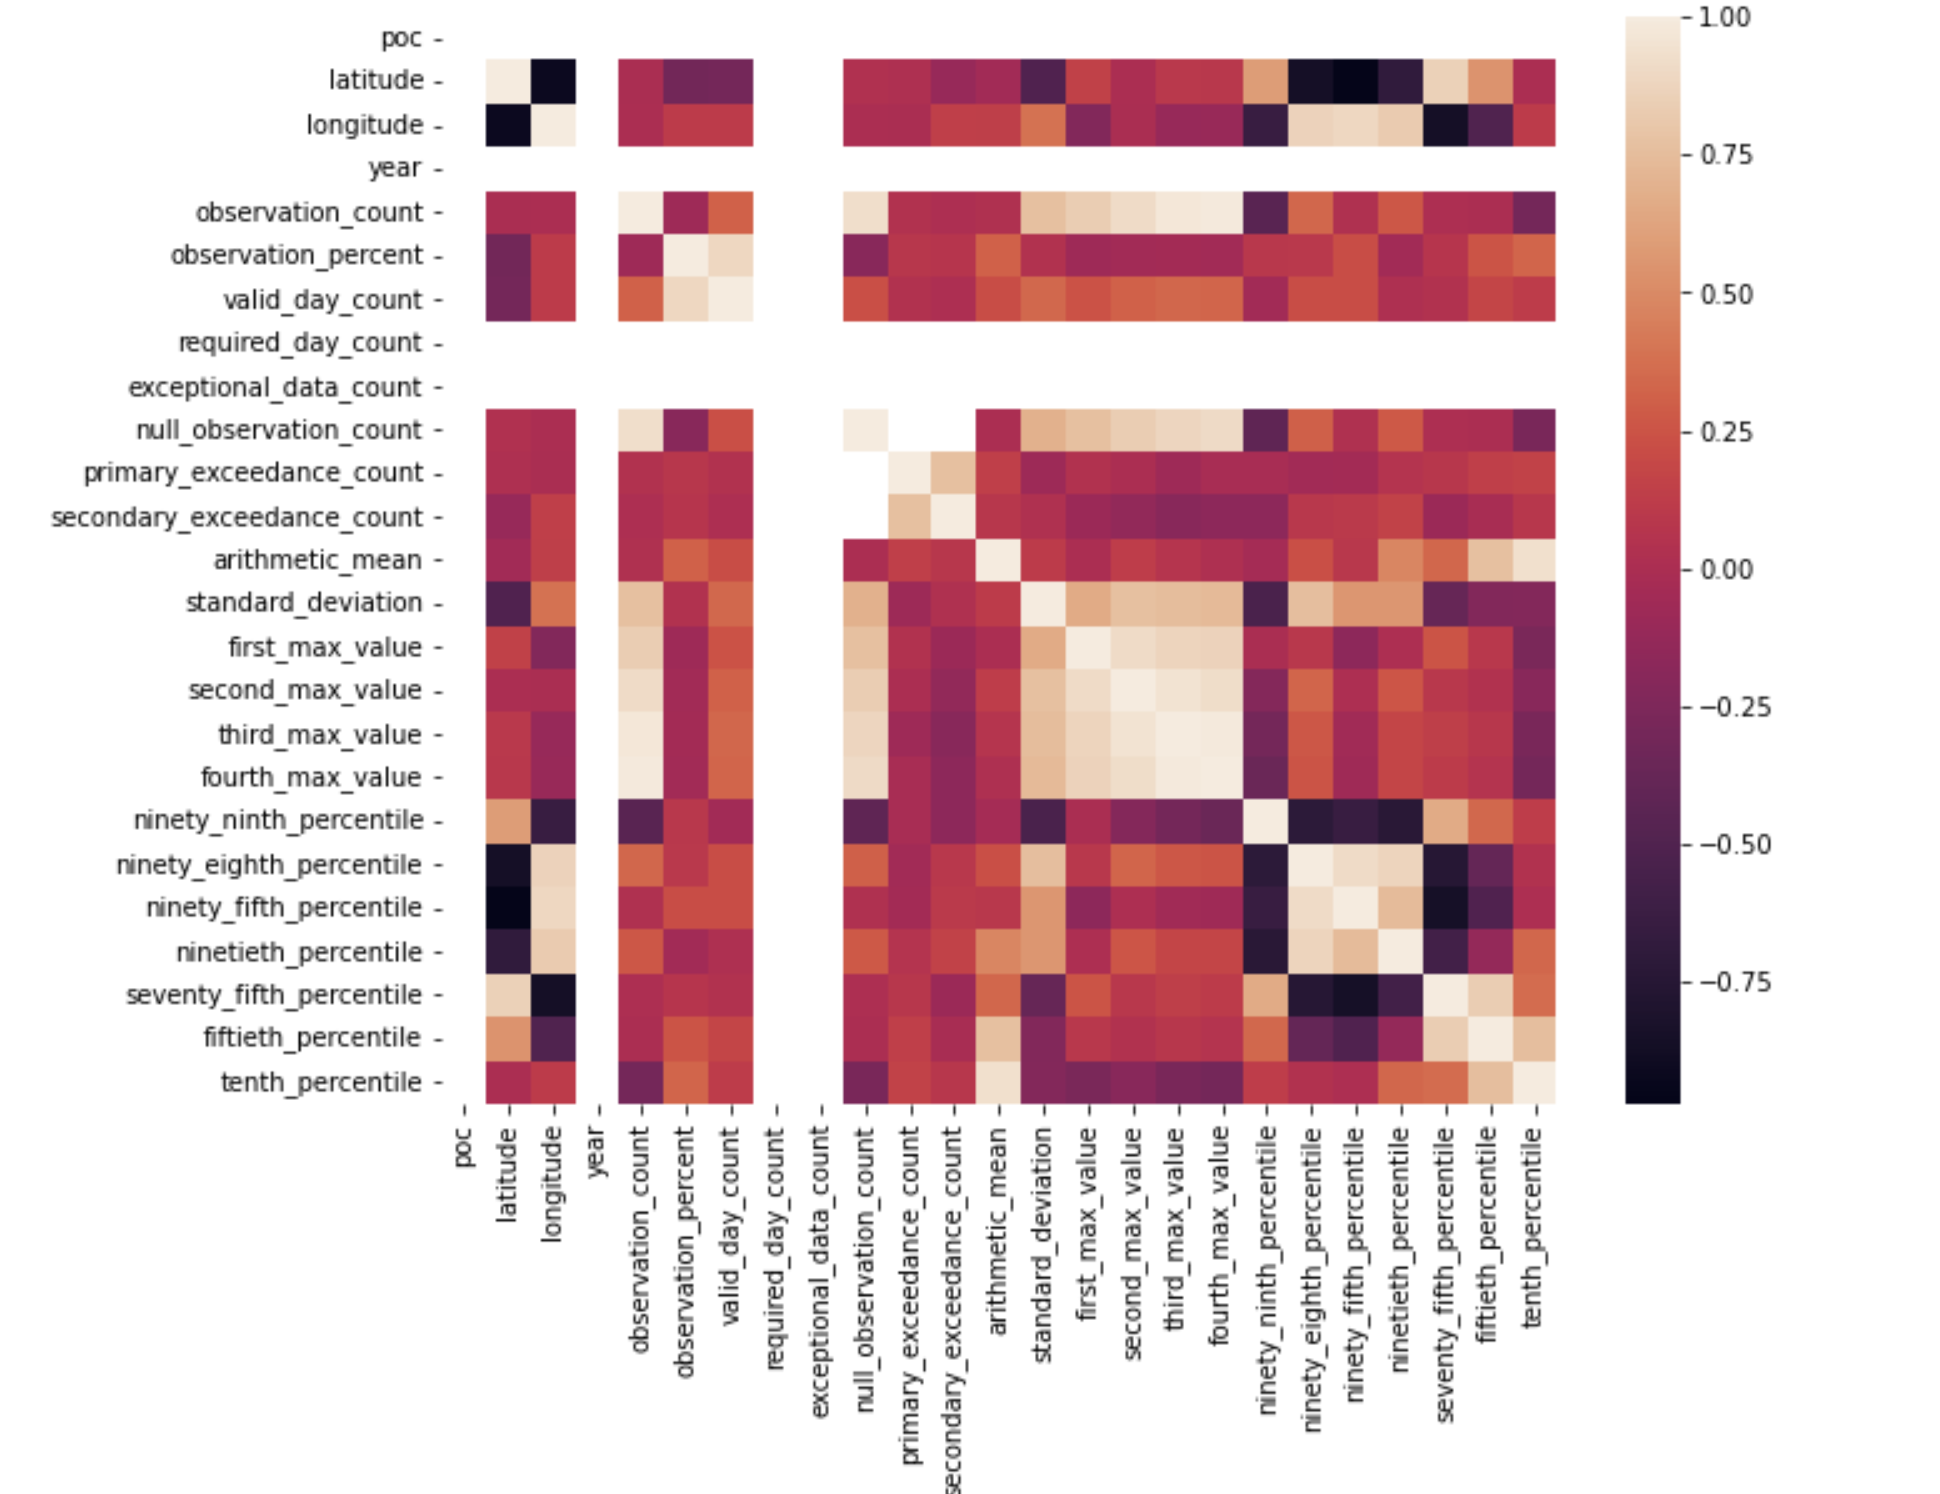 poc
latitude
longitude
year
observation_count
observation_percent
valid_day_count
required_day_count
exceptional_data_count
null_observation_count
primary_exceedance_count
secondary_exceedance_count
arithmetic_mean
standard_deviation
first_max_value
second_max_value
third_max_value
fourth_max_value
ninety_ninth_percentile
ninety_eighth_percentile
ninety_fifth_percentile
ninetieth_percentile
seventy_fifth_percentile
fiftieth_percentile
tenth_percentile
poc
latitude
longitude
year
observation_count
observation_percent
valid_day_count
required_day_count
exceptional_data_count
null_observation_count
primary_exceedance_count
secondary_exceedance_count
arithmetic_mean
standard_deviation
first_max_value
second_max_value
third_max_value
fourth_max_value
ninety_ninth_percentile
ninety_eighth_percentile
ninety_fifth_percentile
ninetieth_percentile
seventy_fifth_percentile
fiftieth_percentile
tenth_percentile
1.00
0.75
0.50
0.25
0.00
−0.25
−0.50
−0.75